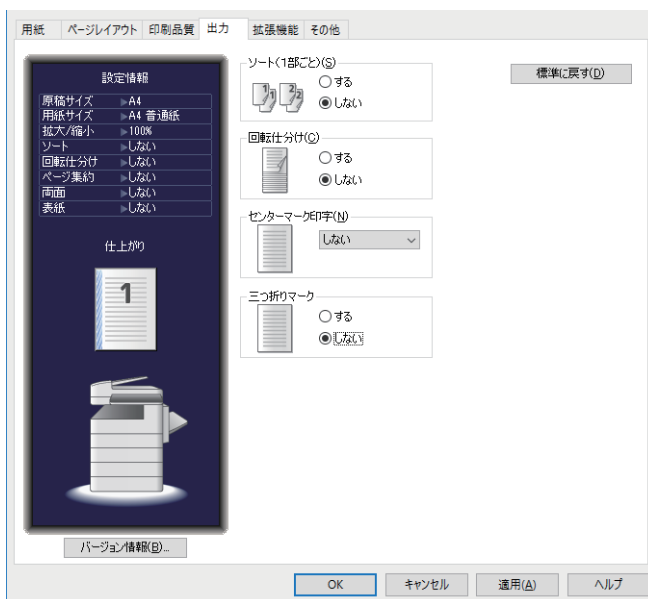 用紙 ページレイアウト 印刷品質 出力 拡張機能 その他
設定情報
原稿サイズ ▶A4
用紙サイズ ▶A4 普通紙
拡大/縮小 ▶100%
ソート ▶しない
回転仕分け ▶しない
ページ集約 ▶しない
両面 ▶しない
表紙 ▶しない
仕上がり
1
バージョン情報(B)...
ソート(1部ごと)(S)
1 1 2 2
する
しない
回転仕分け(C)
する
しない
センターマーク印字(N)
しない
三つ折りマーク
する
しない
標準に戻す(D)
OK キャンセル 適用(A) ヘルプ